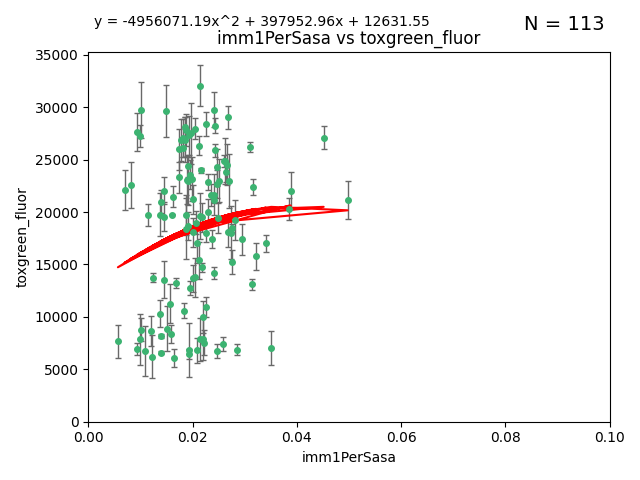 y = -4956071.19x^2 + 397952.96x + 12631.55
N = 113
imm1PerSasa vs toxgreen_fluor
35000
30000
25000
20000
15000
10000
5000
0
toxgreen_fluor
0.00 0.02 0.04 0.06 0.08 0.10
imm1PerSasa